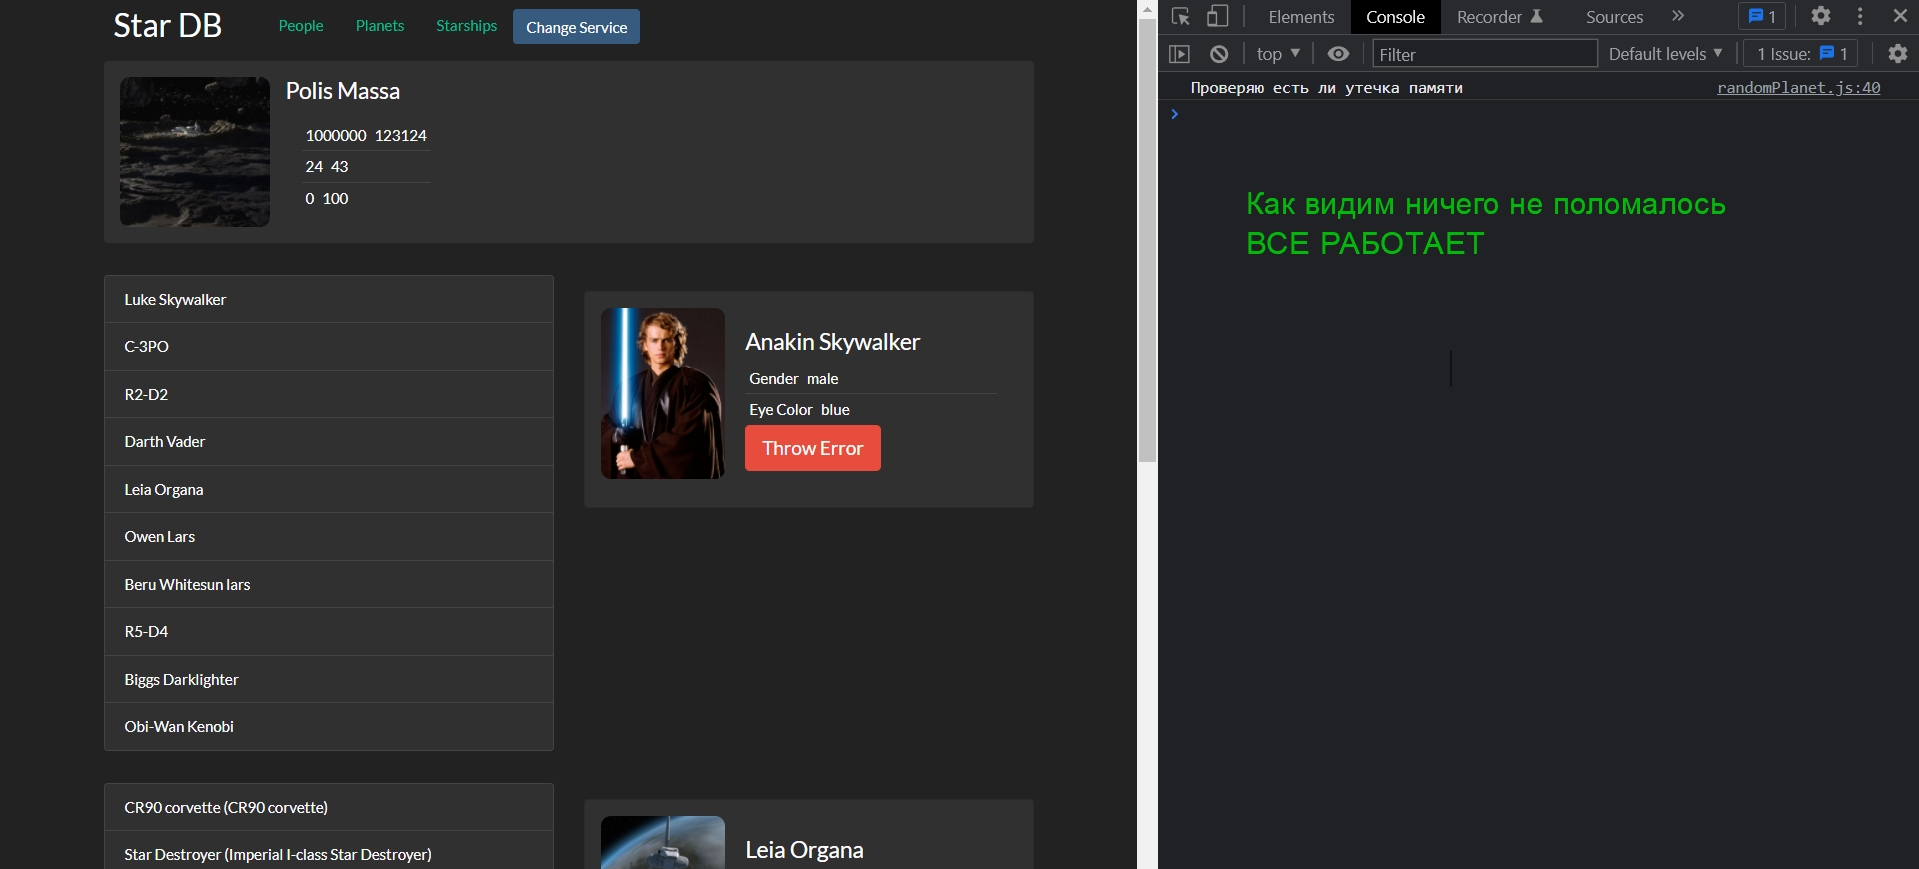 Star DB
People
Planets
Starships
Change Service
Polis Massa
1000000 123124
24 43
0 100
Luke Skywalker
C-3PO
R2-D2
Darth Vader
Leia Organa
Owen Lars
Beru Whitesun lars
R5-D4
Biggs Darklighter
Obi-Wan Kenobi
Anakin Skywalker
Gender male
Eye Color blue
Throw Error
CR90 corvette (CR90 corvette)
Star Destroyer (Imperial I-class Star Destroyer)
Leia Organa
Elements
Console
Recorder
Sources
1
top
Filter
Default levels
1 Issue: 1
Проверяю есть ли утечка памяти randomPlanet.js:40
Как видим ничего не поломалось
ВСЕ РАБОТАЕТ